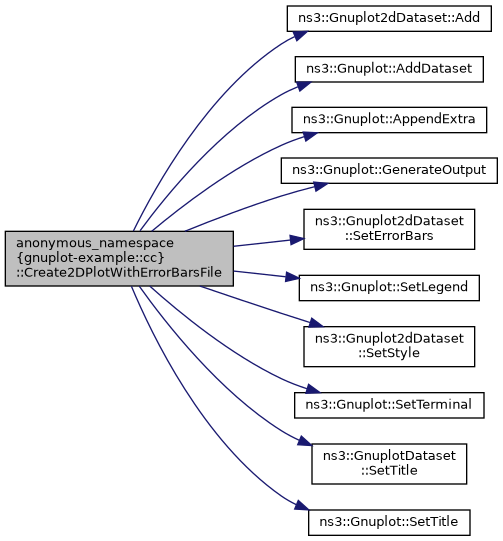 anonymous_namespace
{gnuplot-example::cc}
::Create2DPlotWithErrorBarsFile
ns3::Gnuplot2dDataset::Add
ns3::Gnuplot::AddDataset
ns3::Gnuplot::AppendExtra
ns3::Gnuplot::GenerateOutput
ns3::Gnuplot2dDataset
::SetErrorBars
ns3::Gnuplot::SetLegend
ns3::Gnuplot2dDataset
::SetStyle
ns3::Gnuplot::SetTerminal
ns3::GnuplotDataset
::SetTitle
ns3::Gnuplot::SetTitle